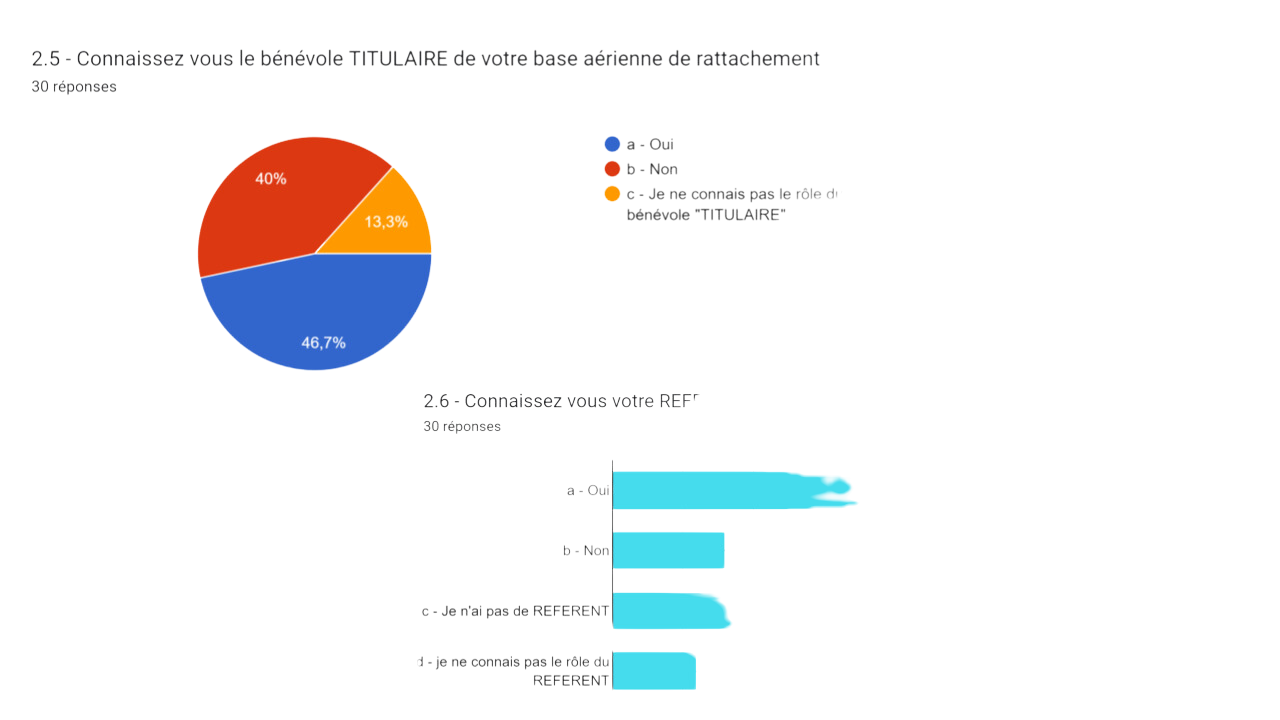 2.5 - Connaissez vous le bénévole TITULAIRE de votre base aérienne de rattachement
30 réponses
a - Oui
b - Non
c - Je ne connais pas le rôle
bénévole "TITULAIRE"
40%
13,3%
46,7%
2.6 - Connaissez vous votre
30 réponses
a - Oui
b - Non
c - Je n'ai pas de REFERENT
d - je ne connais pas le rôle du
REFERENT